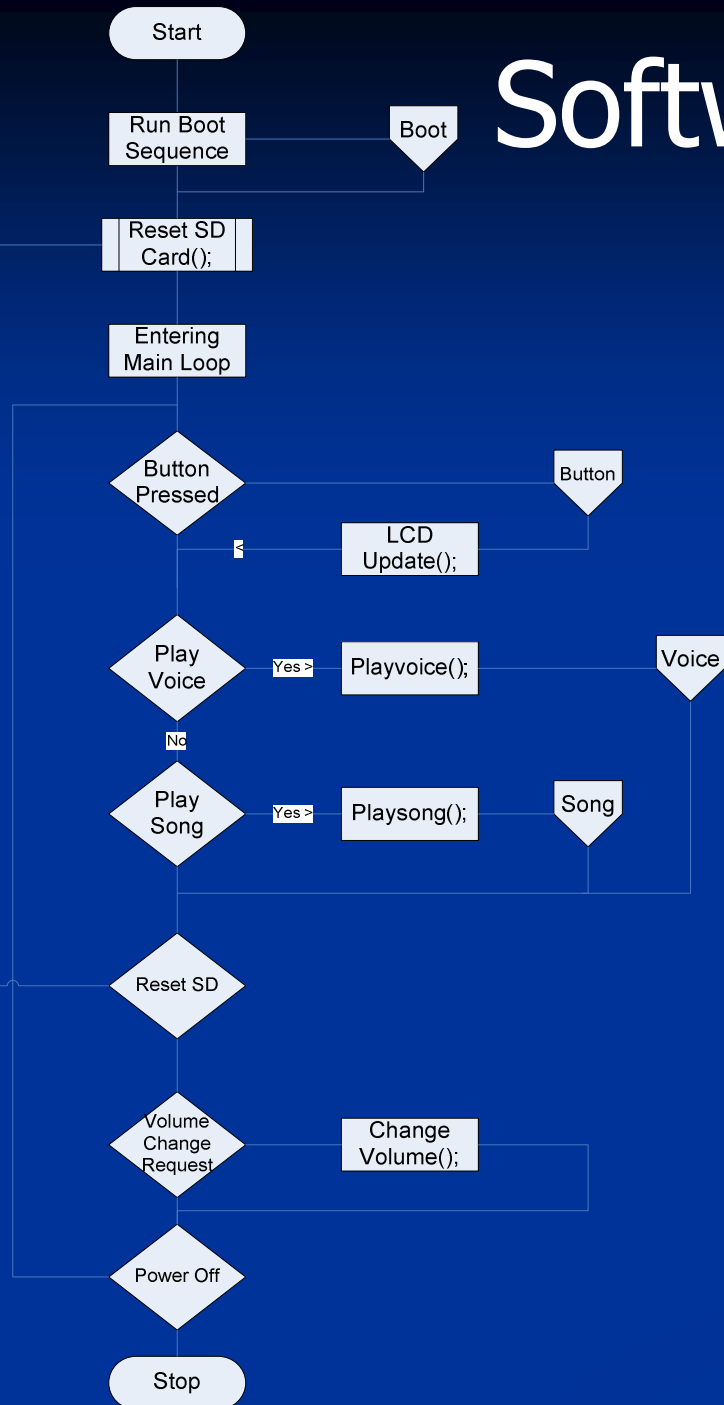 Start
Softw
Run Boot
Sequence
Boot
Reset SD
Card();
Entering
Main Loop
Button
Pressed
Button
LCD
Update();
<
Play
Voice
Yes >
Playvoice();
Voice
No
Play
Song
Yes >
Playsong();
Song
Reset SD
Volume
Change
Request
Change
Volume();
Power Off
Stop